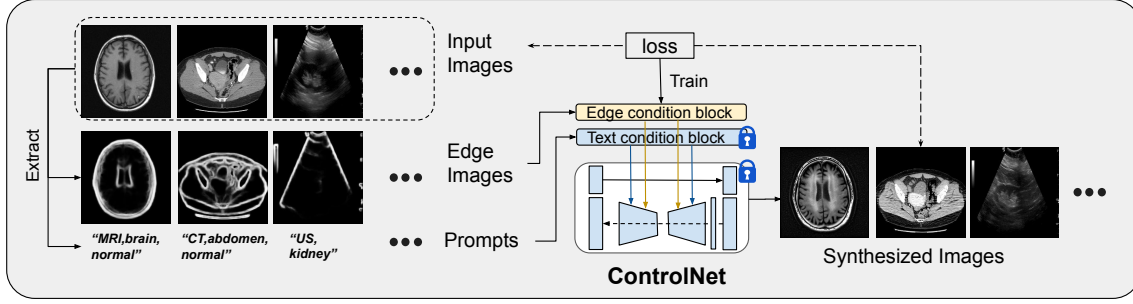 Input
Images
loss
Train
Edge condition block
Text condition block
Extract
Edge
Images
"MRI,brain,
normal"
"CT,abdomen,
normal"
"US,
kidney"
Prompts
ControlNet
Synthesized Images